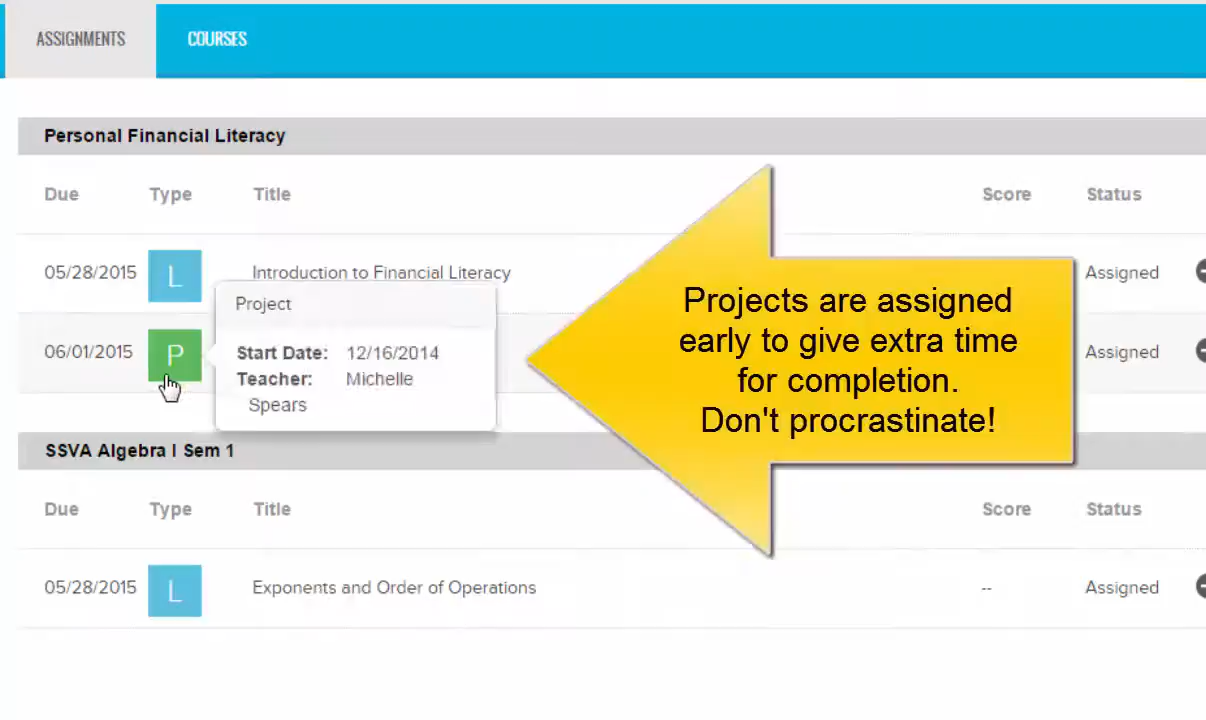 ASSIGNMENTS COURSES
Personal Financial Literacy
Due Type Title Score Status
05/28/2015 L Introduction to Financial Literacy Assigned
Project
06/01/2015 P Assigned
Start Date: 12/16/2014
Teacher: Michelle
Spears
Projects are assigned
early to give extra time
for completion.
Don't procrastinate!
SSVA Algebra I Sem 1
Due Type Title Score Status
05/28/2015 L Exponents and Order of Operations -- Assigned